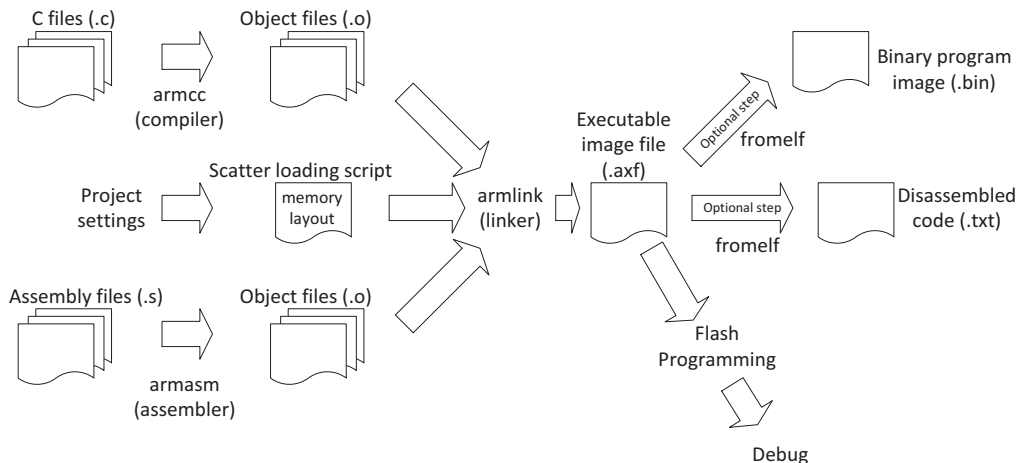 C files (.c)
armcc
(compiler)
Object files (.o)
Project
settings
Scatter loading script
memory
layout
Assembly files (.s)
armasm
(assembler)
Object files (.o)
armlink
(linker)
Executable
image file
(.axf)
Optional step
fromelf
Binary program
image (.bin)
Optional step
fromelf
Disassembled
code (.txt)
Flash
Programming
Debug